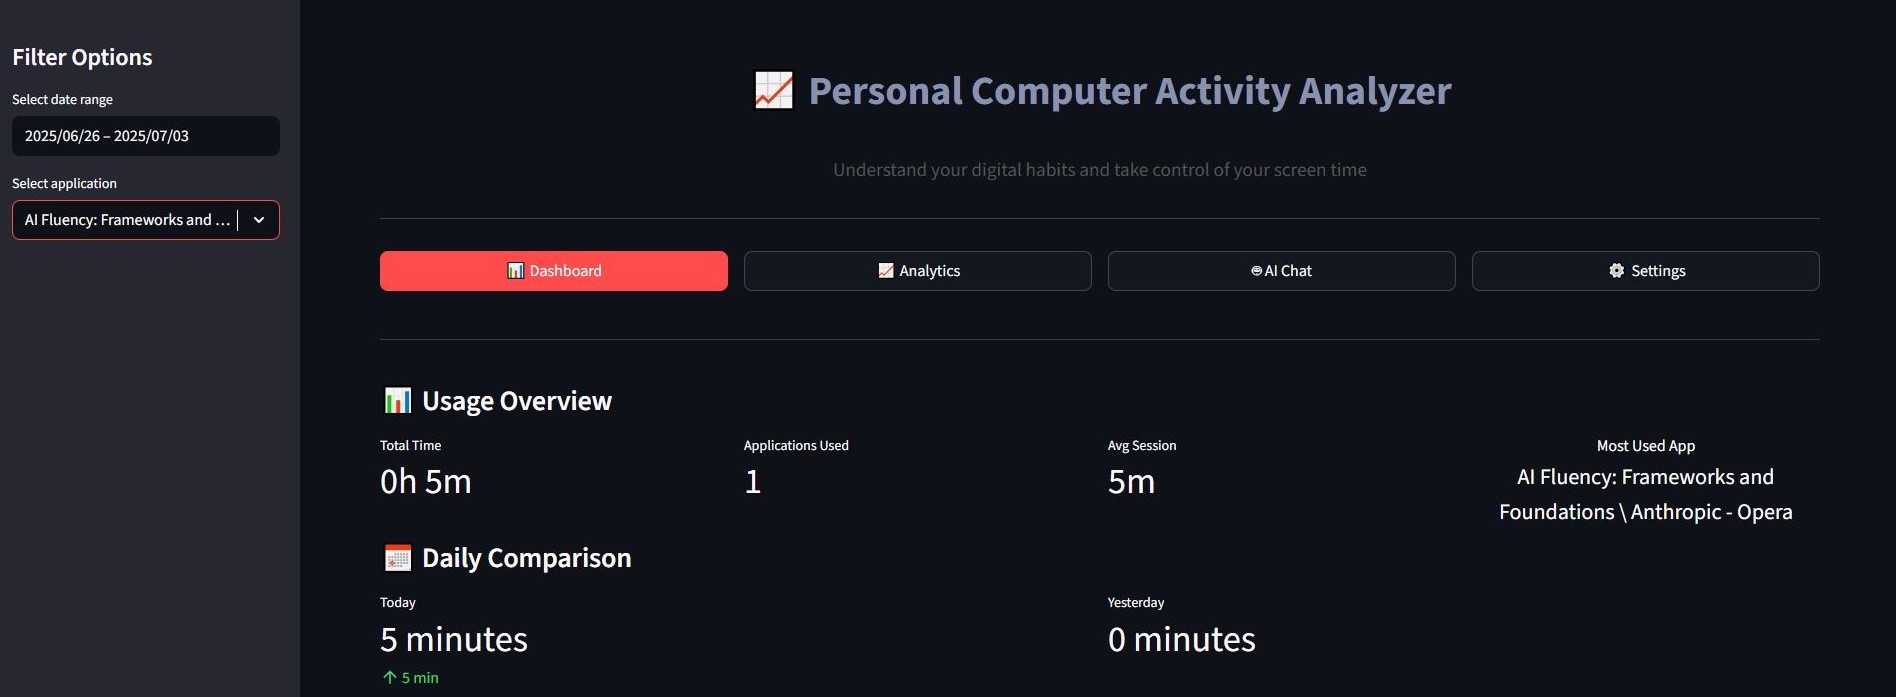 Filter Options
Select date range
2025/06/26 – 2025/07/03
Select application
AI Fluency: Frameworks and ...
Personal Computer Activity Analyzer
Understand your digital habits and take control of your screen time
Dashboard
Analytics
AI Chat
Settings
Usage Overview
Total Time
0h 5m
Applications Used
1
Avg Session
5m
Most Used App
AI Fluency: Frameworks and
Foundations \ Anthropic - Opera
Daily Comparison
Today
5 minutes
↑ 5 min
Yesterday
0 minutes